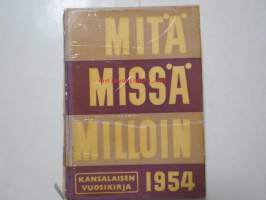 MITÄ
MISSÄ
MILLOIN
KANSALAISEN
VUOSIKIRJA
1954